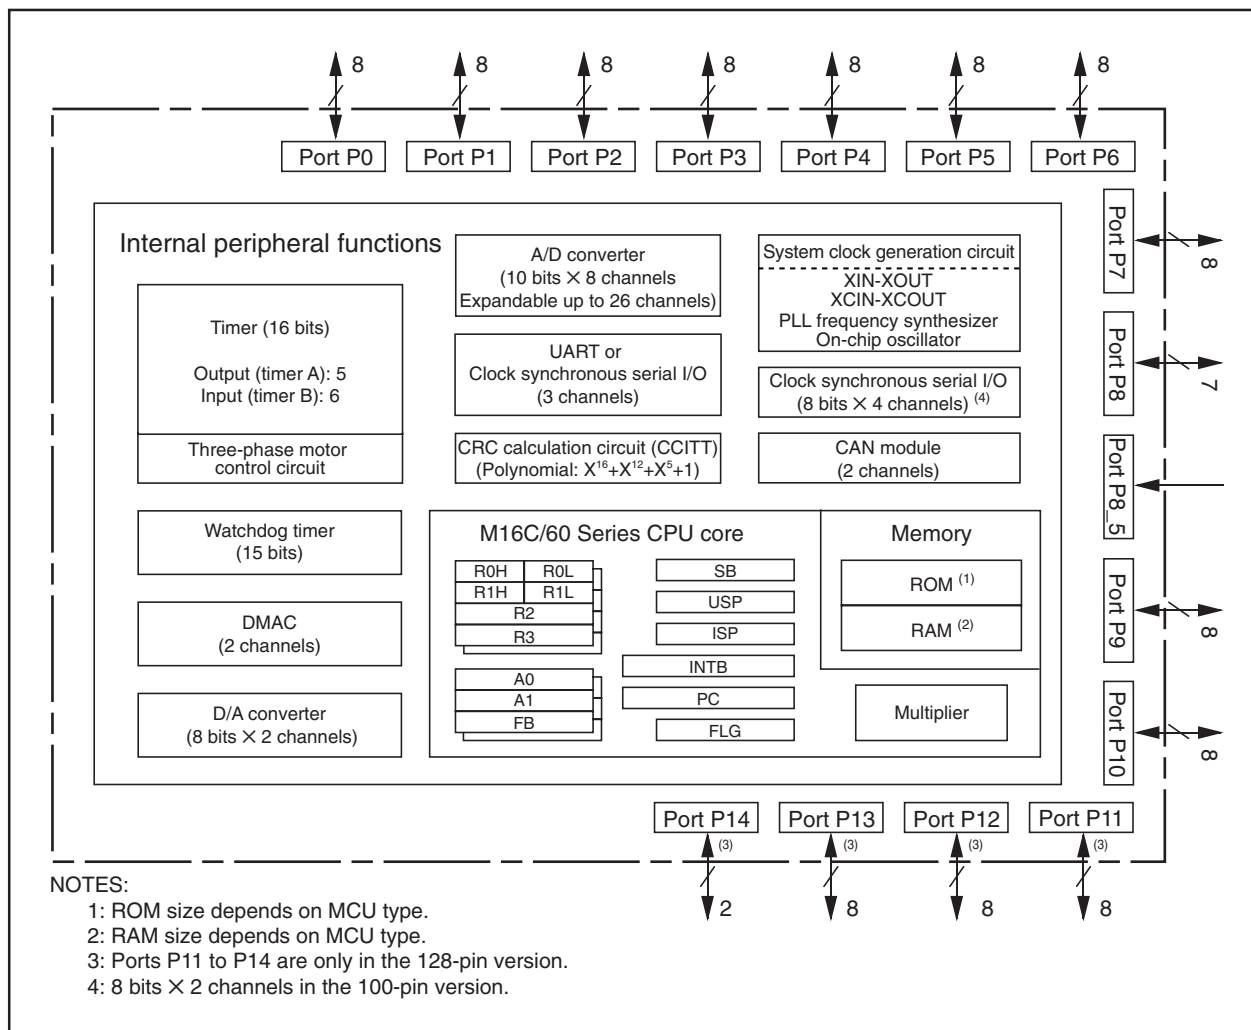 8 8 8 8 8 8 8
Port P0 Port P1 Port P2 Port P3 Port P4 Port P5 Port P6
Internal peripheral functions
Timer (16 bits)
Output (timer A): 5
Input (timer B): 6
Three-phase motor
control circuit
Watchdog timer
(15 bits)
DMAC
(2 channels)
D/A converter
(8 bits X 2 channels)
A/D converter
(10 bits X 8 channels
Expandable up to 26 channels)
UART or
Clock synchronous serial I/O
(3 channels)
CRC calculation circuit (CCITT)
(Polynomial: X¹⁶+X¹²+X⁵+1)
System clock generation circuit
XIN-XOUT
XCIN-XCOUT
PLL frequency synthesizer
On-chip oscillator
Clock synchronous serial I/O
(8 bits X 4 channels) (4)
CAN module
(2 channels)
M16C/60 Series CPU core
R0H R0L
R1H R1L
R2
R3
A0
A1
FB
SB
USP
ISP
INTB
PC
FLG
Memory
ROM (1)
RAM (2)
Multiplier
Port P7
8
Port P8
7
Port P8_5
Port P9
8
Port P10
8
Port P14 Port P13 Port P12 Port P11
(3) (3) (3) (3)
2 8 8 8
NOTES:
1: ROM size depends on MCU type.
2: RAM size depends on MCU type.
3: Ports P11 to P14 are only in the 128-pin version.
4: 8 bits X 2 channels in the 100-pin version.